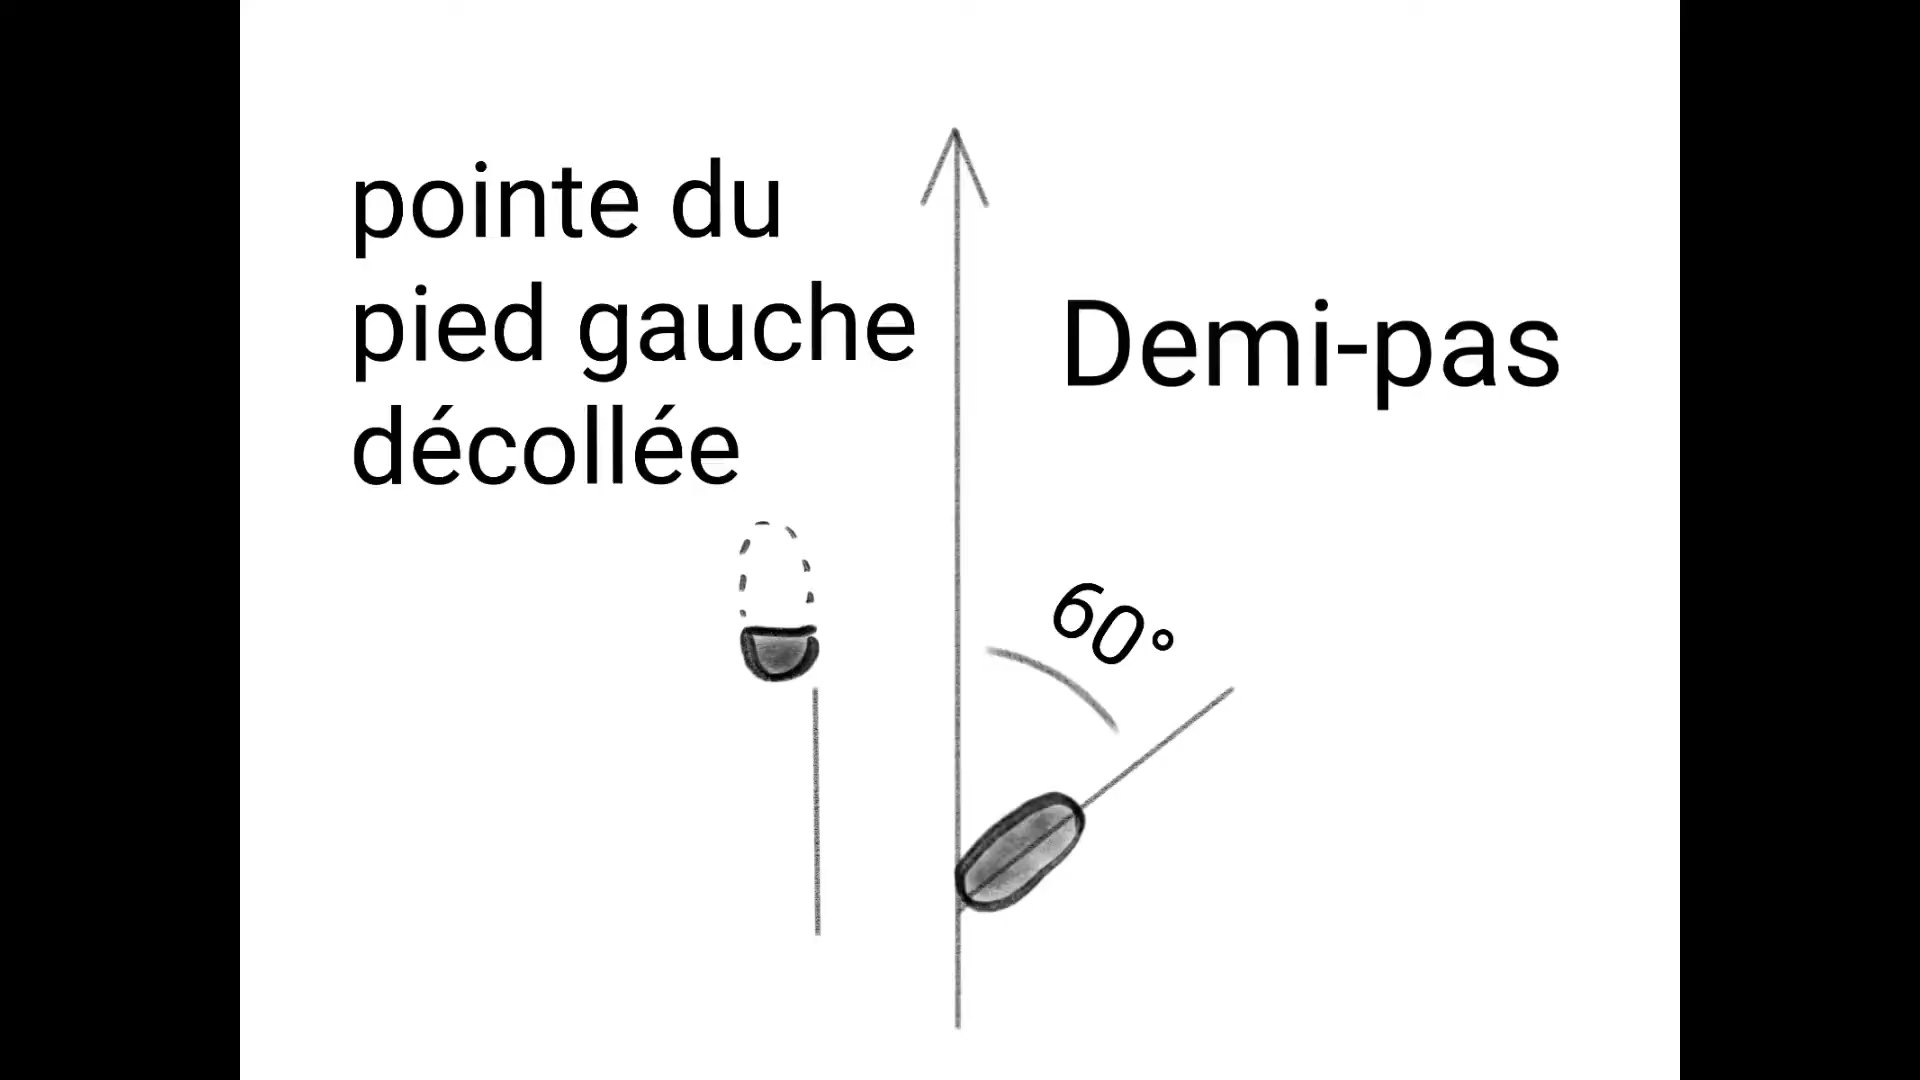 pointe du
pied gauche
décollée
Demi-pas
60°